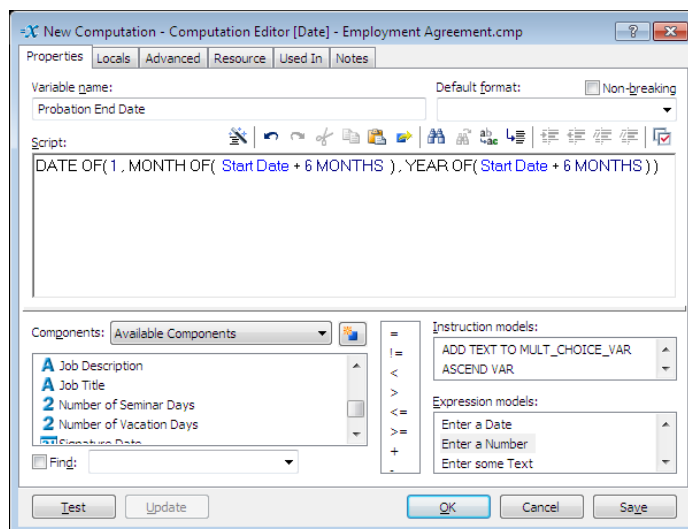 =X New Computation - Computation Editor [Date] - Employment Agreement.cmp
Properties Locals Advanced Resource Used In Notes
Variable name: Default format: Non-breaking
Probation End Date
Script:
DATE OF( 1 , MONTH OF( Start Date + 6 MONTHS ) , YEAR OF( Start Date + 6 MONTHS ) )
Components: Available Components
A Job Description
A Job Title
2 Number of Seminar Days
2 Number of Vacation Days
Signature Date
Find:
=
!=
<
>
<=
>=
+
-
Instruction models:
ADD TEXT TO MULT_CHOICE_VAR
ASCEND VAR
Expression models:
Enter a Date
Enter a Number
Enter some Text
Test Update OK Cancel Save